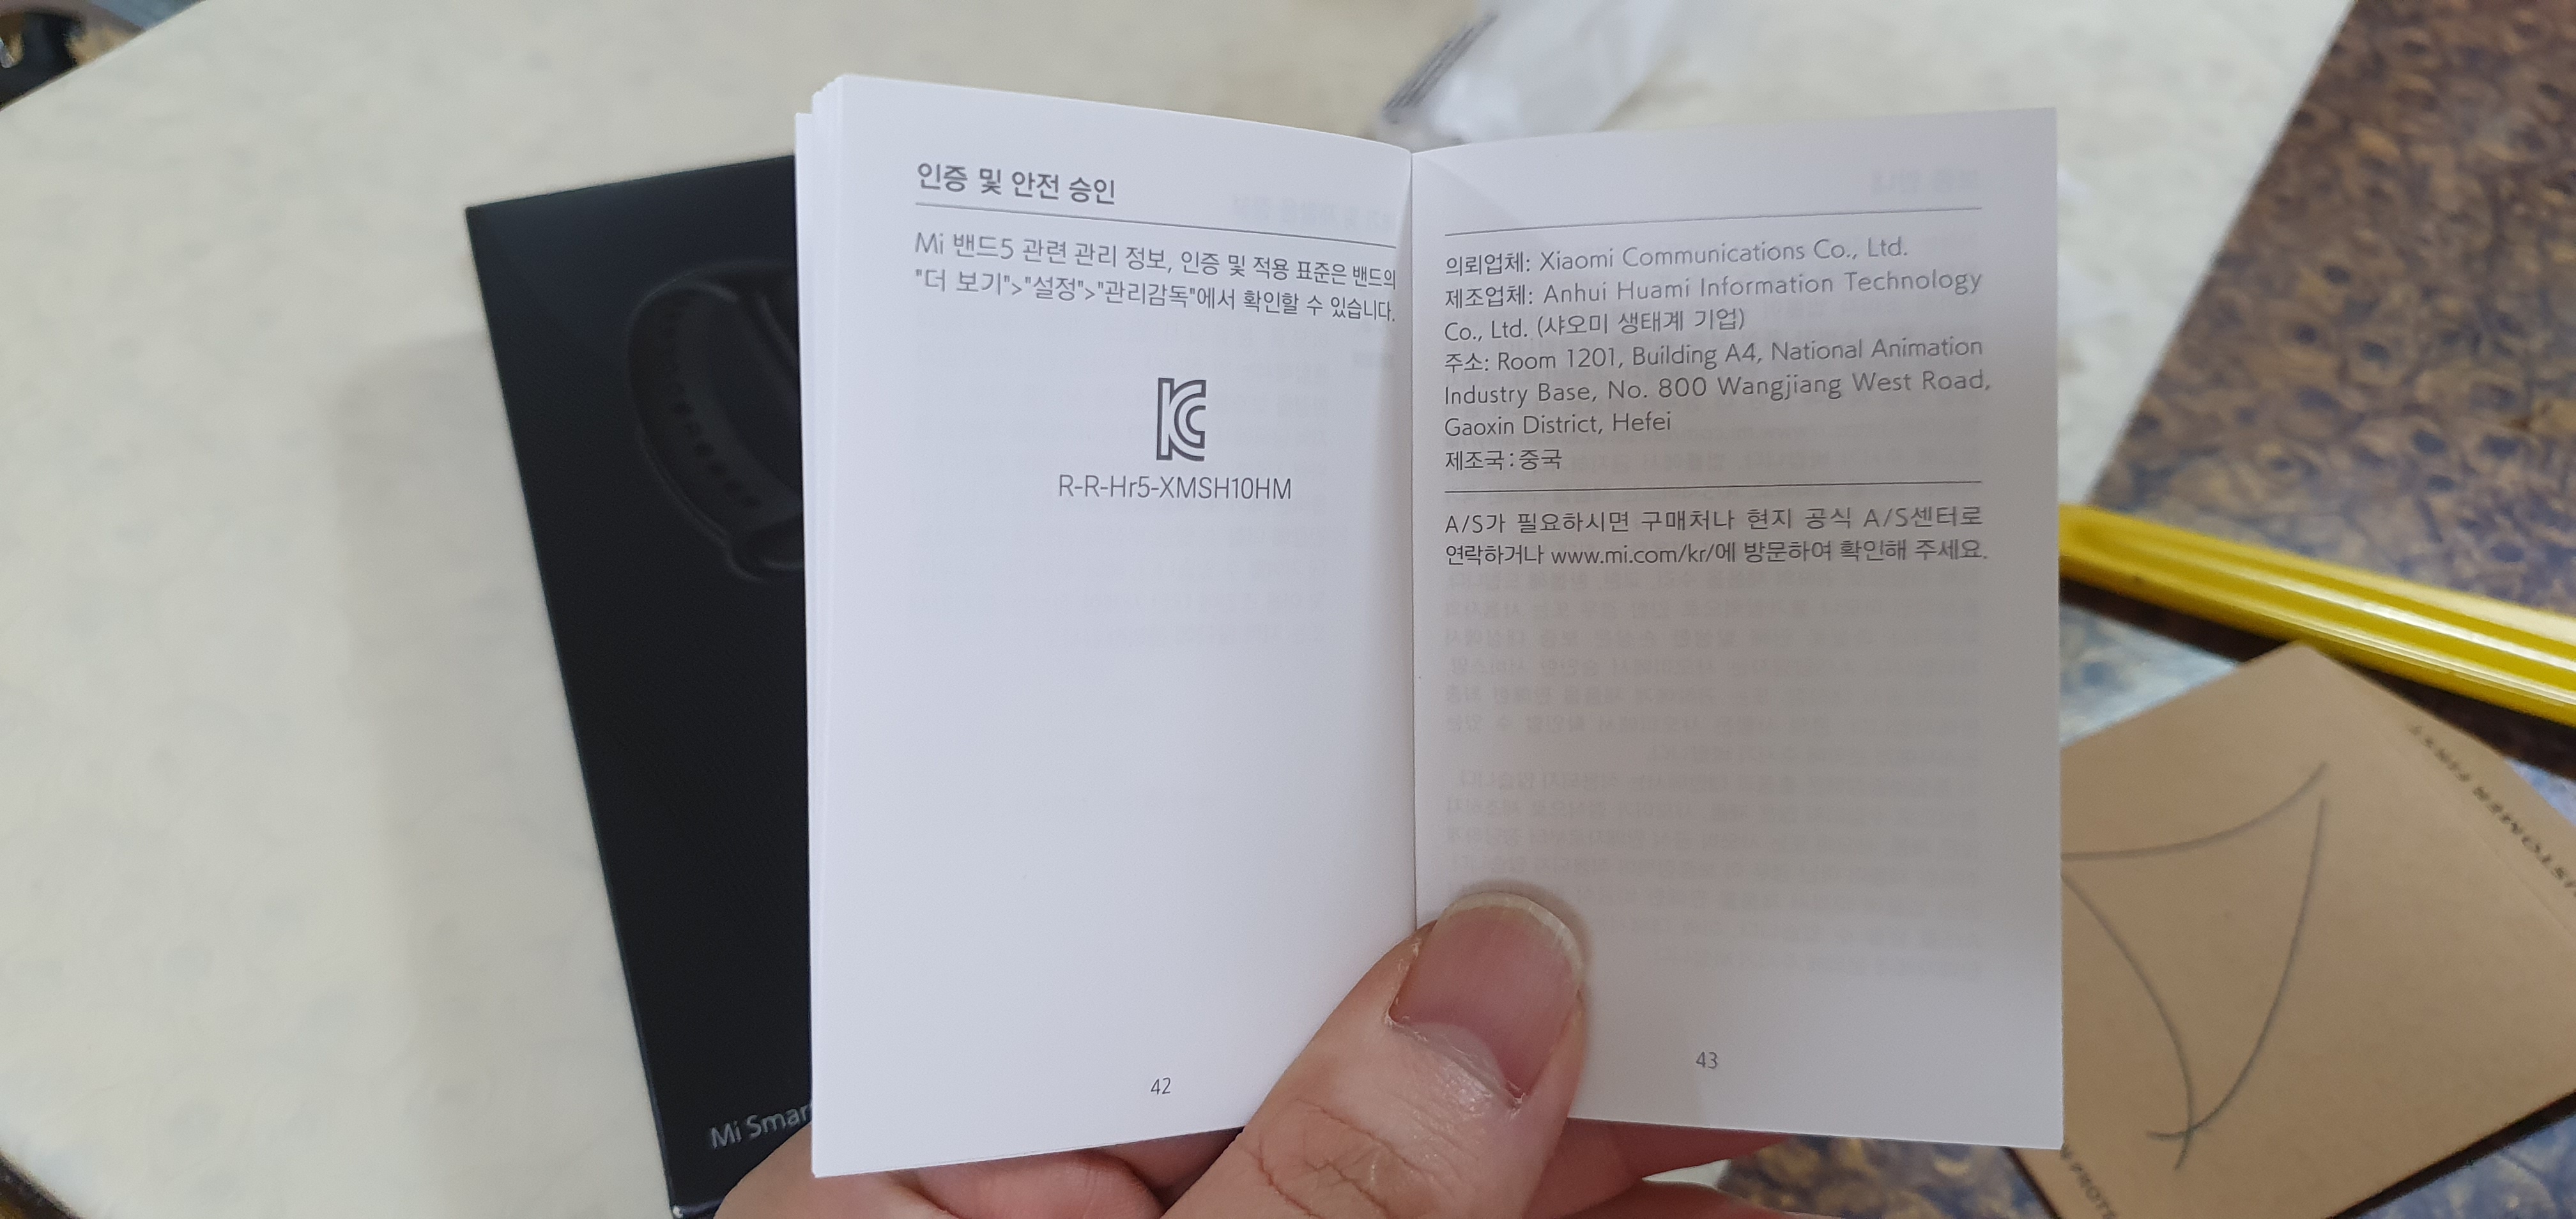 인증 및 안전 승인
Mi 밴드5 관련 관리 정보, 인증 및 적용 표준은 밴드의
"더 보기">"설정">"관리감독"에서 확인할 수 있습니다.
R-R-Hr5-XMSH10HM
42
의뢰업체: Xiaomi Communications Co., Ltd.
제조업체: Anhui Huami Information Technology
Co., Ltd. (샤오미 생태계 기업)
주소: Room 1201, Building A4, National Animation
Industry Base, No. 800 Wangjiang West Road,
Gaoxin District, Hefei
제조국:중국
A/S가 필요하시면 구매처나 현지 공식 A/S센터로
연락하거나 www.mi.com/kr/에 방문하여 확인해 주세요.
43
Mi Smar